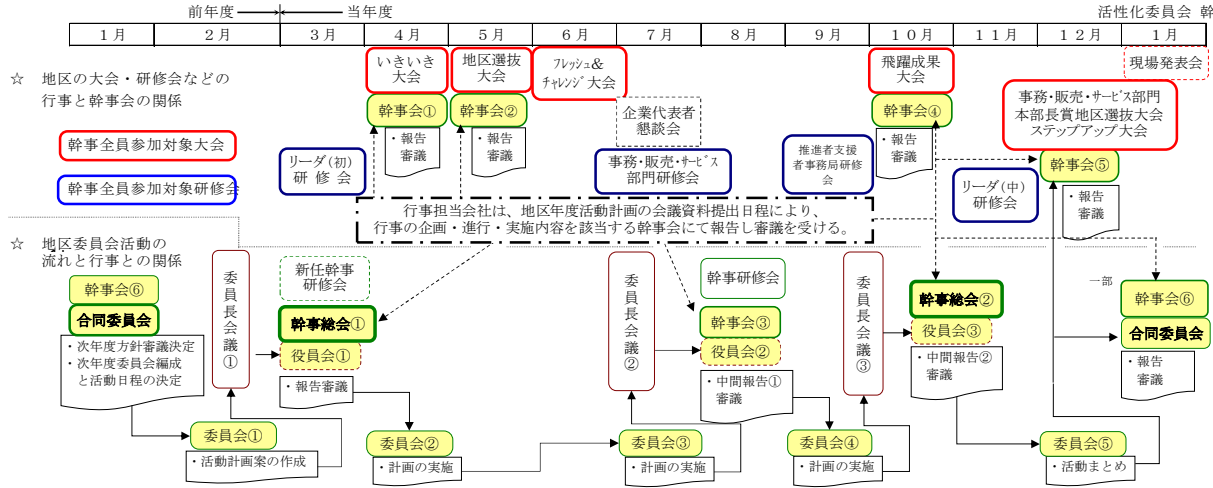 前年度
当年度
活性化委員会 幹
1月 2月 3月 4月 5月 6月 7月 8月 9月 10月 11月 12月 1月
☆ 地区の大会・研修会などの
行事と幹事会の関係
幹事全員参加対象大会
幹事全員参加対象研修会
リーダ(初)
研修会
いきいき
大会
幹事会①
・報告
審議
地区選抜
大会
幹事会②
・報告
審議
フレッシュ&
チャレンジ大会
企業代表者
懇談会
事務・販売・サービス
部門研修会
推進者支援
者事務局研修
会
飛躍成果
大会
幹事会④
・報告
審議
リーダ(中)
研修会
現場発表会
事務・販売・サービス部門
本部長賞地区選抜大会
ステップアップ大会
幹事会⑤
・報告
審議
行事担当会社は、地区年度活動計画の会議資料提出日程により、
行事の企画・進行・実施内容を該当する幹事会にて報告し審議を受ける。
☆ 地区委員会活動の
流れと行事との関係
幹事会⑥
合同委員会
・次年度方針審議決定
・次年度委員会編成
と活動日程の決定
委員会①
・活動計画案の作成
委員長会議①
新任幹事
研修会
幹事総会①
役員会①
・報告審議
委員会②
・計画の実施
委員長会議②
委員会③
・計画の実施
幹事研修会
幹事会③
役員会②
・中間報告①
審議
委員会④
・計画の実施
委員長会議③
幹事総会②
役員会③
・中間報告②
審議
委員会⑤
・活動まとめ
一部
幹事会⑥
合同委員会
・報告
審議